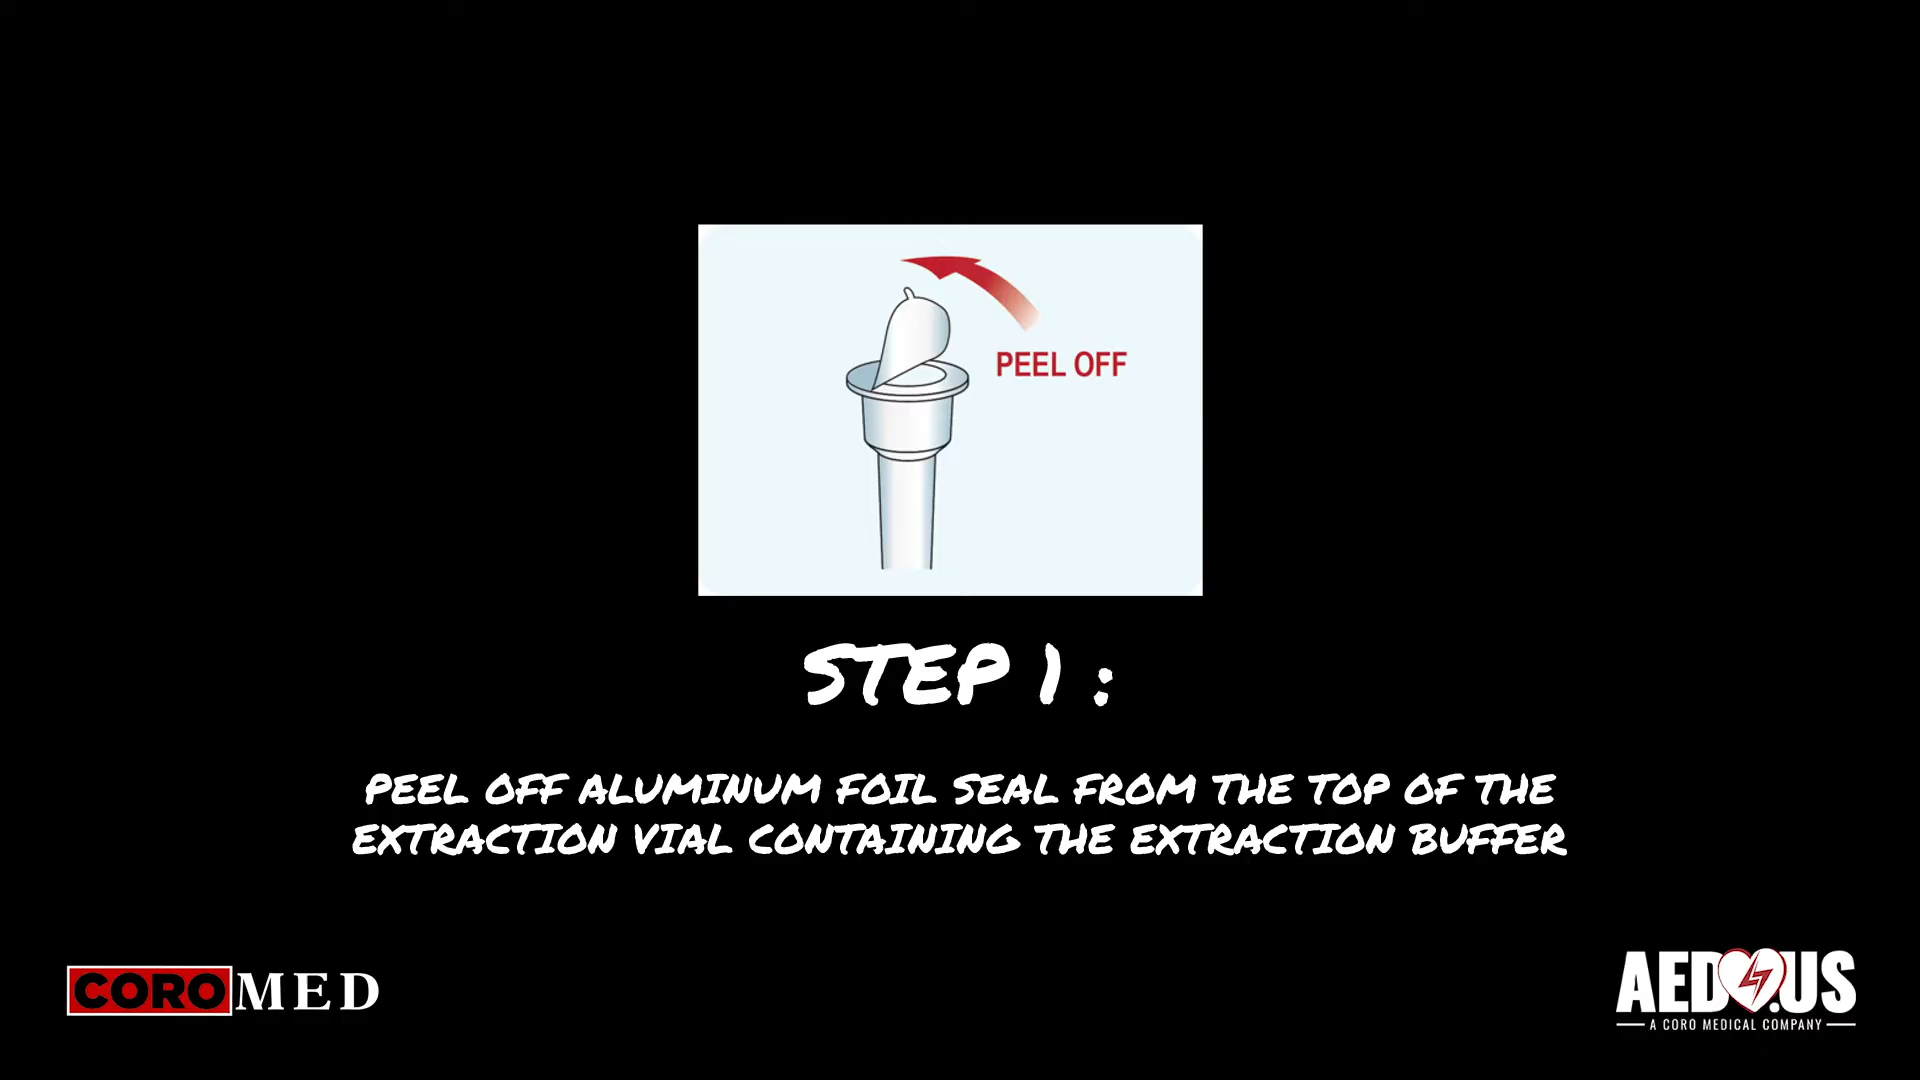 PEEL OFF
STEP 1 :
PEEL OFF ALUMINUM FOIL SEAL FROM THE TOP OF THE
EXTRACTION VIAL CONTAINING THE EXTRACTION BUFFER
COROMED
AED.US
A CORO MEDICAL COMPANY